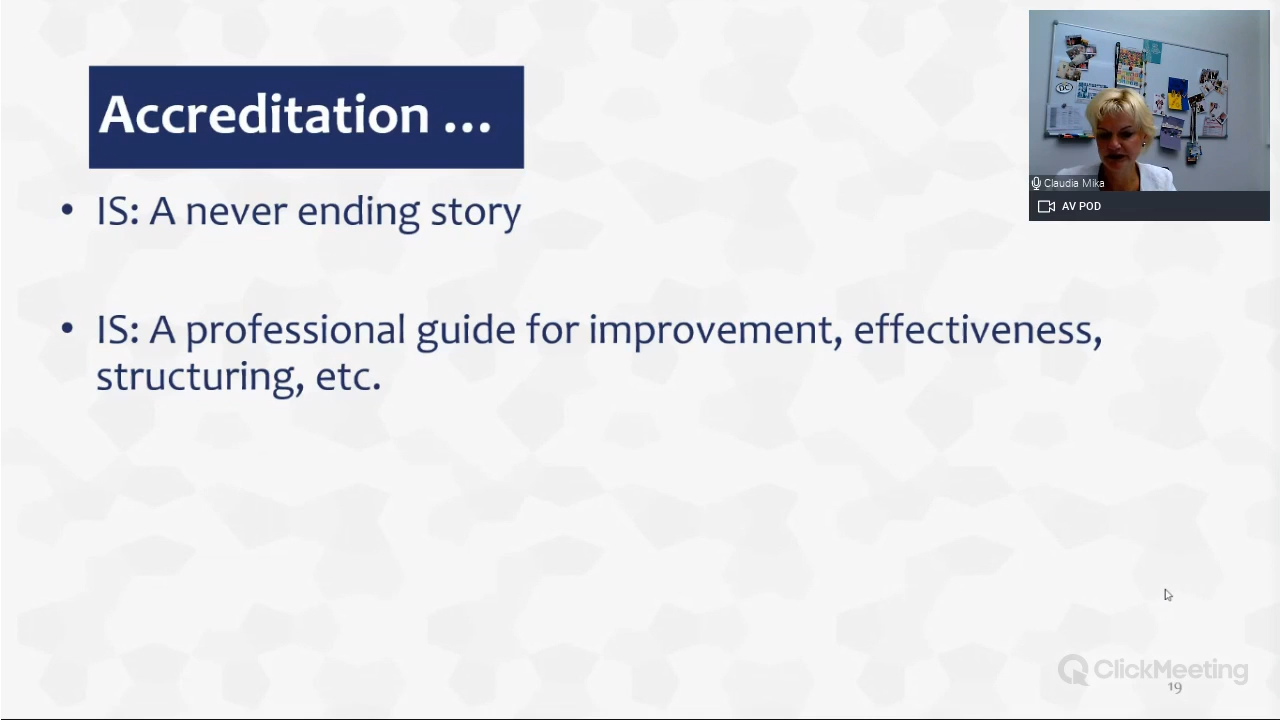 Accreditation ...
• IS: A never ending story
• IS: A professional guide for improvement, effectiveness,
structuring, etc.
Claudia Mika
AV POD
ClickMeeting
19